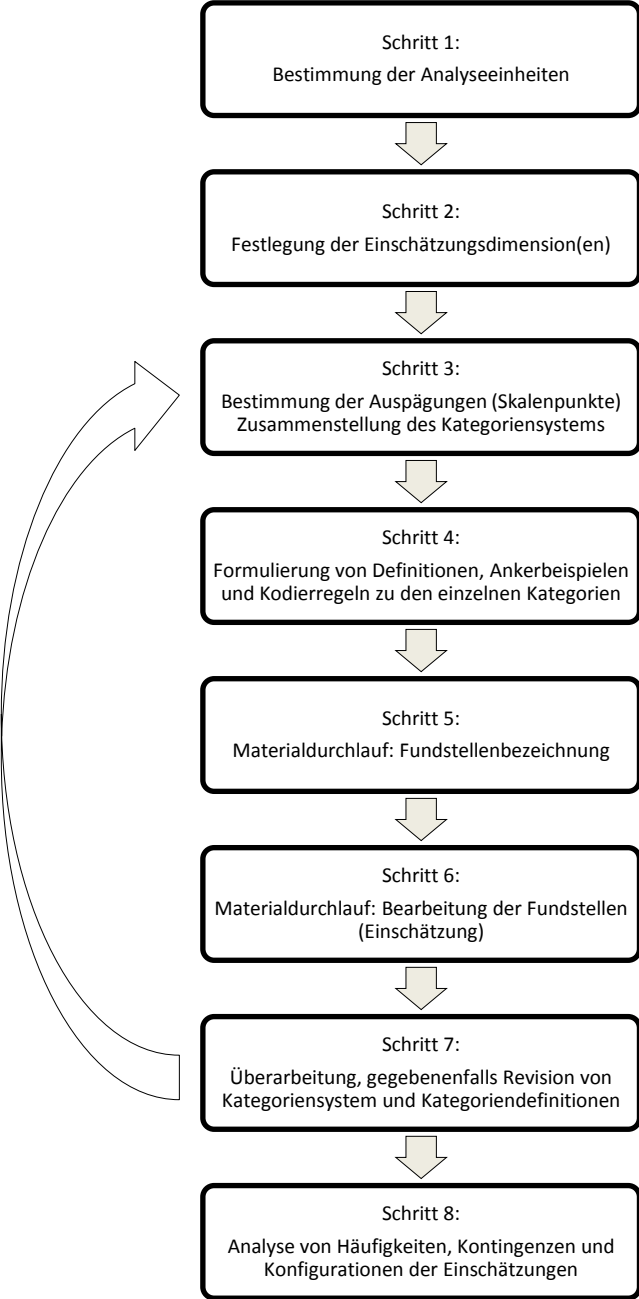 Schritt 1:
Bestimmung der Analyseeinheiten
Schritt 2:
Festlegung der Einschätzungsdimension(en)
Schritt 3:
Bestimmung der Auspägungen (Skalenpunkte)
Zusammenstellung des Kategoriensystems
Schritt 4:
Formulierung von Definitionen, Ankerbeispielen
und Kodierregeln zu den einzelnen Kategorien
Schritt 5:
Materialdurchlauf: Fundstellenbezeichnung
Schritt 6:
Materialdurchlauf: Bearbeitung der Fundstellen
(Einschätzung)
Schritt 7:
Überarbeitung, gegebenenfalls Revision von
Kategoriensystem und Kategoriendefinitionen
Schritt 8:
Analyse von Häufigkeiten, Kontingenzen und
Konfigurationen der Einschätzungen